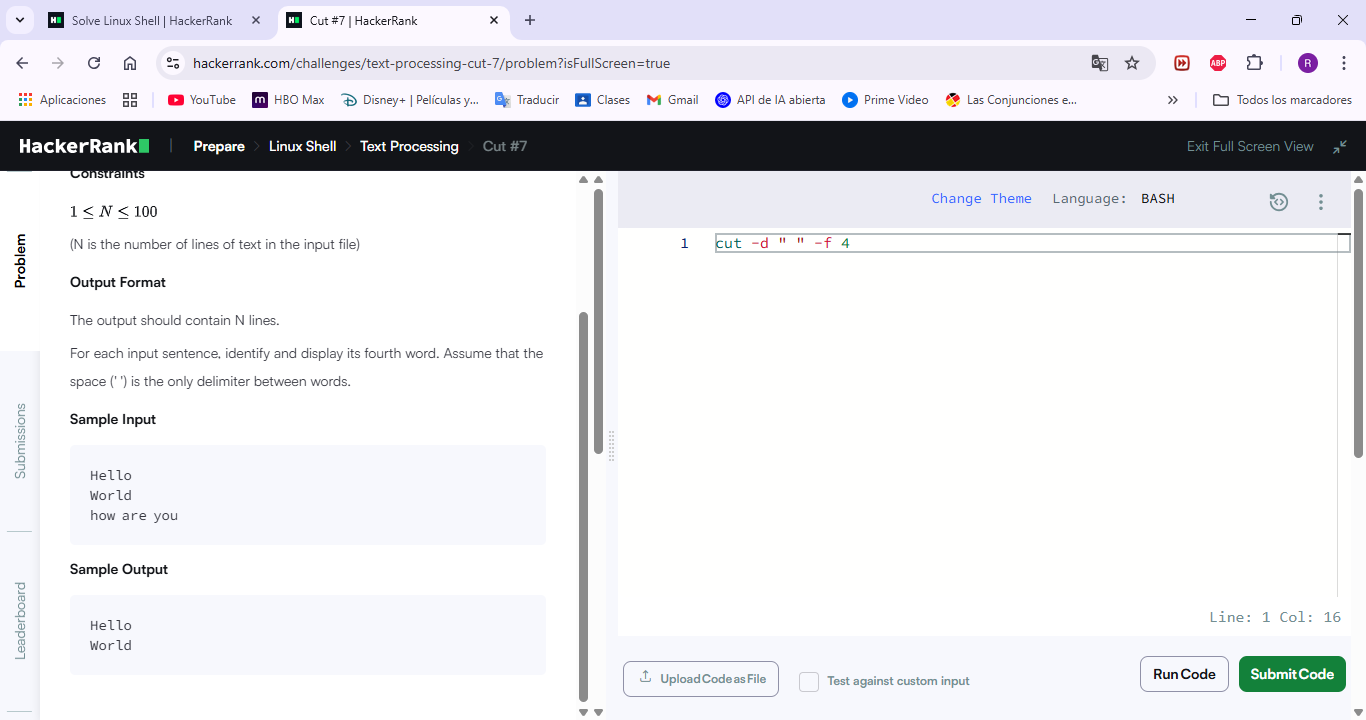 Solve Linux Shell | HackerRank
Cut #7 | HackerRank
hackerrank.com/challenges/text-processing-cut-7/problem?isFullScreen=true
ABP
R
Aplicaciones
YouTube
HBO Max
Disney+ | Películas y...
Traducir
Clases
Gmail
API de IA abierta
Prime Video
Las Conjunciones e...
Todos los marcadores
HackerRank
Prepare
Linux Shell
Text Processing
Cut #7
Exit Full Screen View
Problem
Submissions
Leaderboard
Constraints
1 ≤ N ≤ 100
(N is the number of lines of text in the input file)
Output Format
The output should contain N lines.
For each input sentence, identify and display its fourth word. Assume that the
space (' ') is the only delimiter between words.
Sample Input
Hello
World
how are you
Sample Output
Hello
World
Change Theme Language: BASH
1 cut -d " " -f 4
Line: 1 Col: 16
Upload Code as File
Test against custom input
Run Code
Submit Code